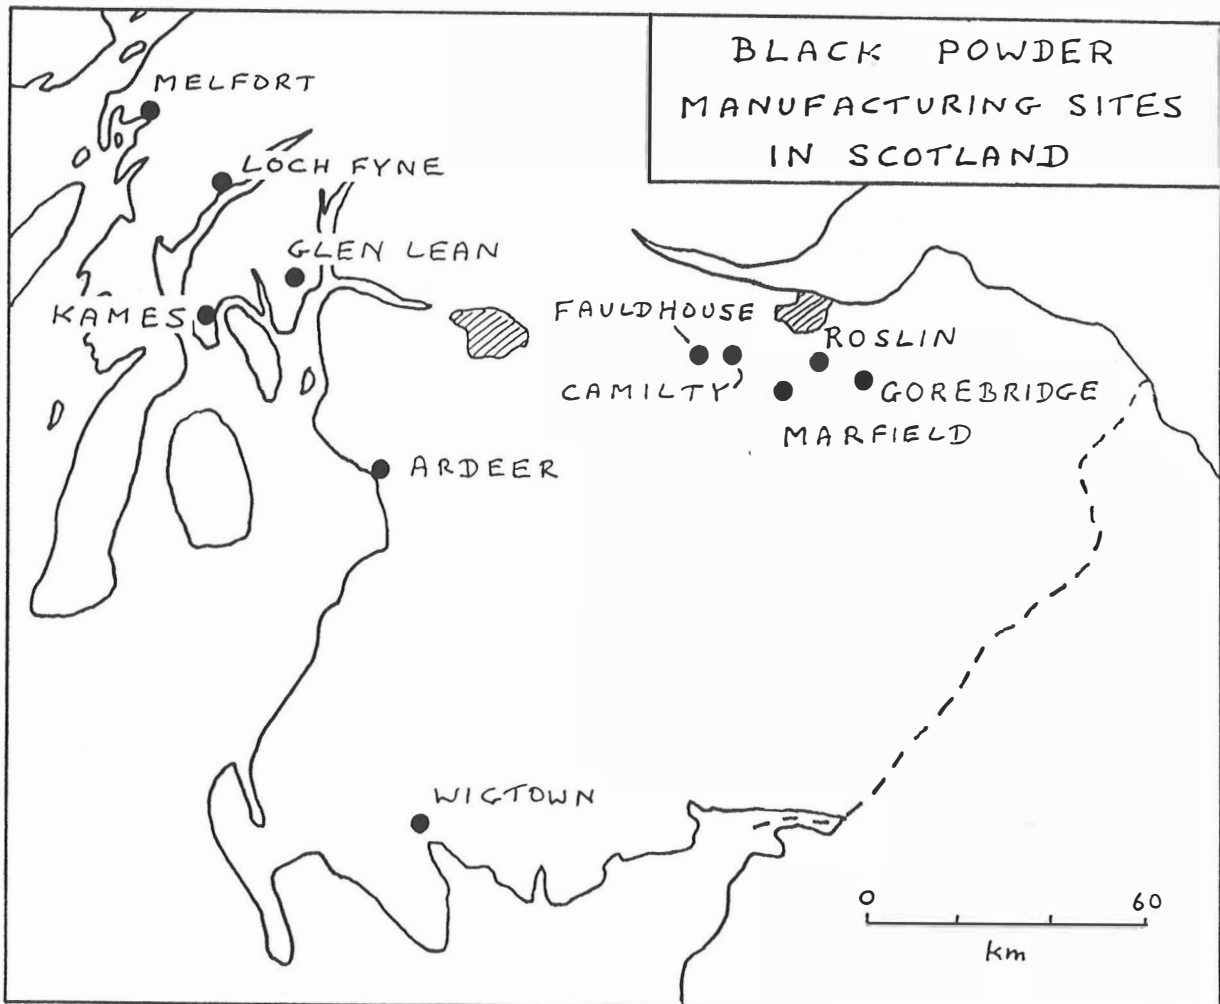 BLACK POWDER
MANUFACTURING SITES
IN SCOTLAND
MELFORT
LOCH FYNE
GLEN LEAN
KAMES
FAULDHOUSE
ROSLIN
CAMILTY
GOREBRIDGE
MARFIELD
ARDEER
WIGTOWN
0 60
km